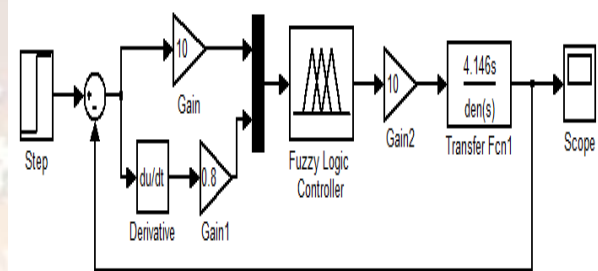 10
Gain
+
-
Step
du/dt
Derivative
0.8
Gain1
Fuzzy Logic
Controller
10
Gain2
4.146s
den(s)
Transfer Fcn1
Scope